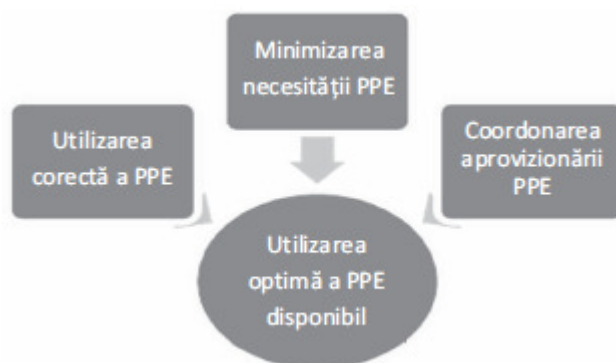 Minimizarea
necesității PPE
Utilizarea
corectă a PPE
Coordonarea
aprovizionării
PPE
Utilizarea
optimă a PPE
disponibil